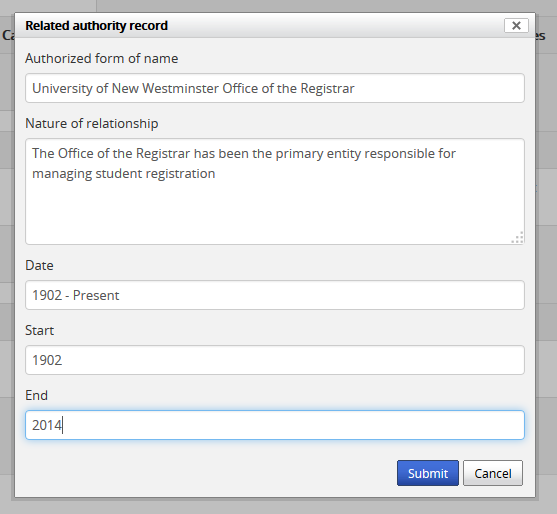 Related authority record
Ca
es
Authorized form of name
University of New Westminster Office of the Registrar
Nature of relationship
The Office of the Registrar has been the primary entity responsible for
managing student registration
Date
1902 - Present
Start
1902
End
2014
Submit
Cancel